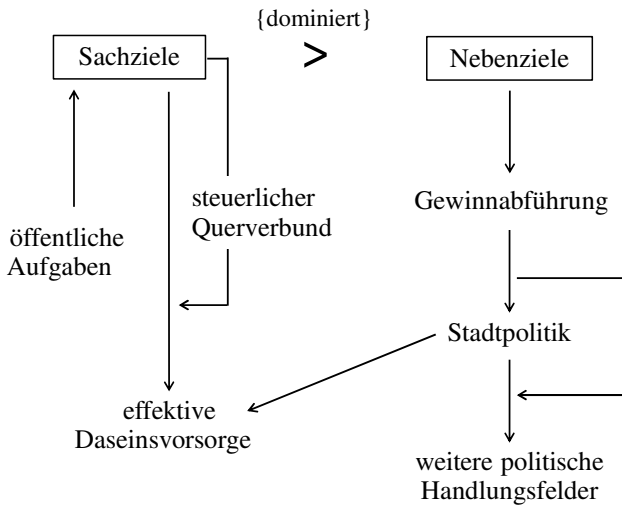 {dominiert}
Sachziele > Nebenziele
steuerlicher
Querverbund
Gewinnabführung
öffentliche
Aufgaben
Stadtpolitik
effektive
Daseinsvorsorge
weitere politische
Handlungsfelder